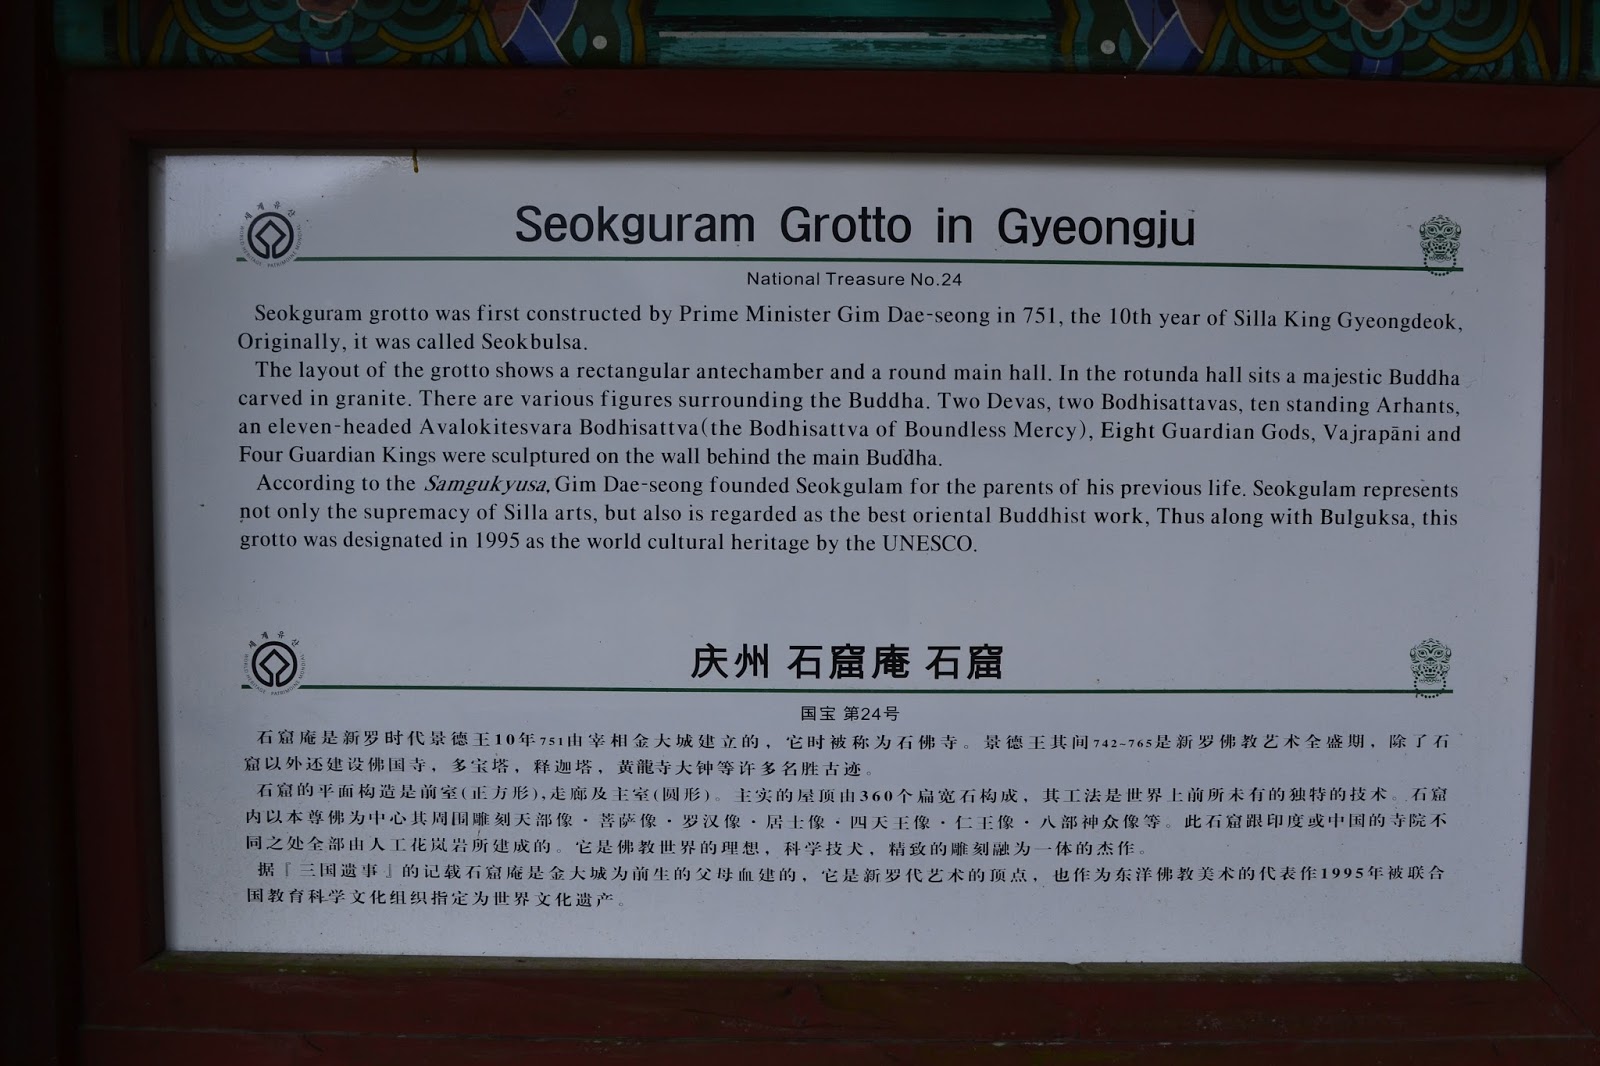 세계유산
WORLD HERITAGE PATRIMOINE MONDIAL
Seokguram Grotto in Gyeongju
National Treasure No.24
Seokguram grotto was first constructed by Prime Minister Gim Dae-seong in 751, the 10th year of Silla King Gyeongdeok,
Originally, it was called Seokbulsa.
The layout of the grotto shows a rectangular antechamber and a round main hall. In the rotunda hall sits a majestic Buddha
carved in granite. There are various figures surrounding the Buddha. Two Devas, two Bodhisattavas, ten standing Arhants,
an eleven-headed Avalokitesvara Bodhisattva(the Bodhisattva of Boundless Mercy), Eight Guardian Gods, Vajrapāni and
Four Guardian Kings were sculptured on the wall behind the main Buddha.
According to the Samgukyusa, Gim Dae-seong founded Seokgulam for the parents of his previous life. Seokgulam represents
not only the supremacy of Silla arts, but also is regarded as the best oriental Buddhist work, Thus along with Bulguksa, this
grotto was designated in 1995 as the world cultural heritage by the UNESCO.
세계유산
WORLD HERITAGE PATRIMOINE MONDIAL
庆州 石窟庵 石窟
国宝 第24号
石窟庵是新罗时代景德王10年751由宰相金大城建立的，它时被称为石佛寺。景德王其间742~765是新罗佛教艺术全盛期，除了石
窟以外还建设佛国寺，多宝塔，释迦塔，黄龍寺大钟等许多名胜古迹。
石窟的平面构造是前室(正方形),走廊及主室(圆形)。主实的屋顶由360个扁宽石构成，其工法是世界上前所未有的独特的技术。石窟
内以本尊佛为中心其周围雕刻天部像·菩萨像·罗汉像·居士像·四天王像·仁王像·八部神众像等。此石窟跟印度或中国的寺院不
同之处全部由人工花岚岩所建成的。它是佛教世界的理想，科学技犬，精致的雕刻融为一体的杰作。
据『三国遗事』的记载石窟庵是金大城为前生的父母血建的，它是新罗代艺术的顶点，也作为东洋佛教美术的代表作1995年被联合
国教育科学文化组织指定为世界文化遗产。